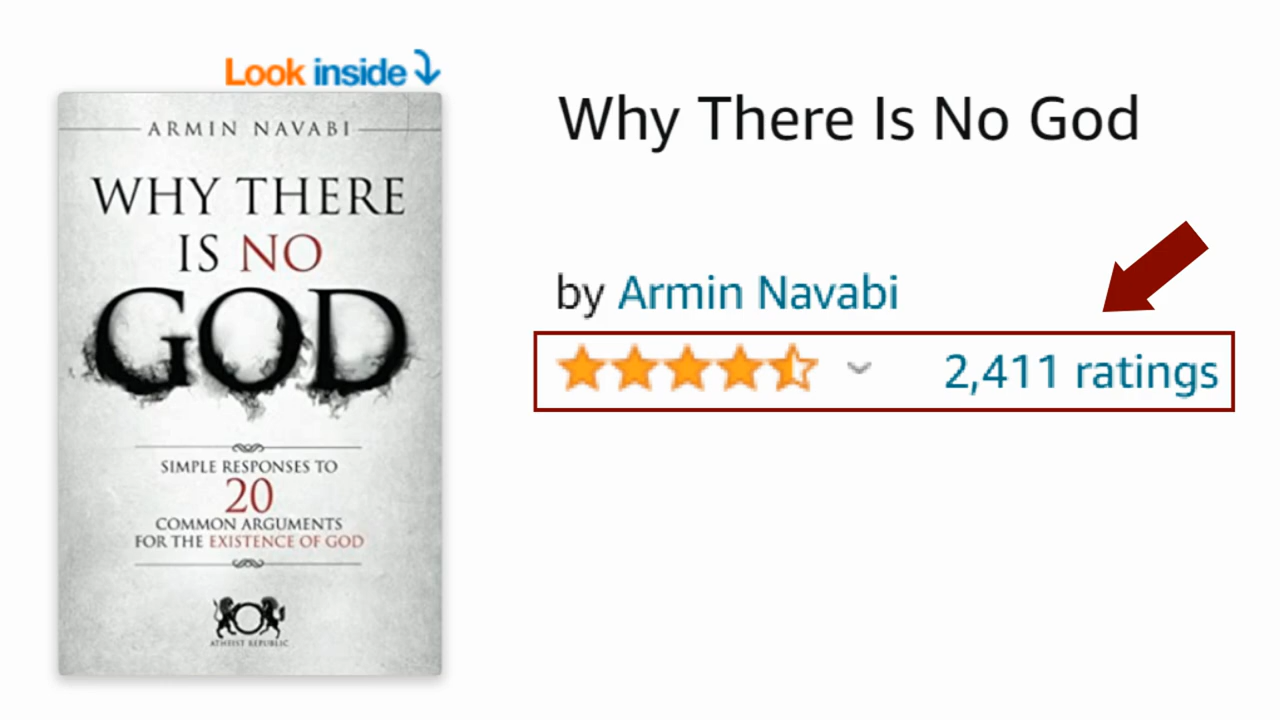 Look inside
ARMIN NAVABI
WHY THERE
IS NO
GOD
SIMPLE RESPONSES TO
20
COMMON ARGUMENTS
FOR THE EXISTENCE OF GOD
ATHEIST REPUBLIC
Why There Is No God
by Armin Navabi
2,411 ratings